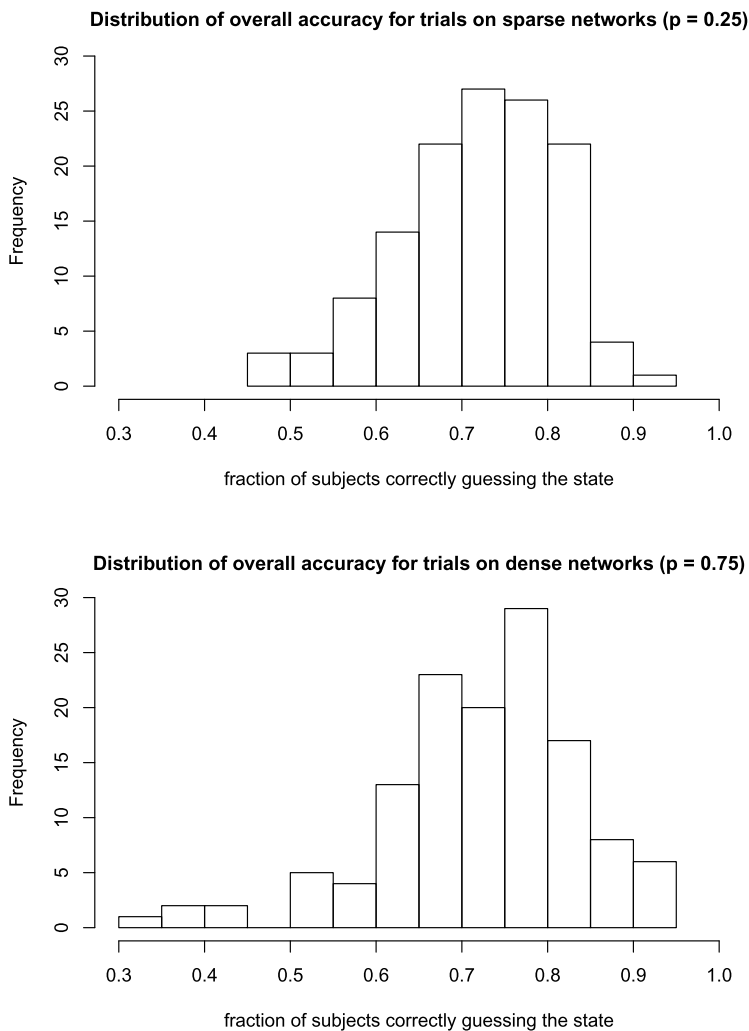 Distribution of overall accuracy for trials on sparse networks (p = 0.25)
30
25
20
15
10
5
0
Frequency
0.3 0.4 0.5 0.6 0.7 0.8 0.9 1.0
fraction of subjects correctly guessing the state
Distribution of overall accuracy for trials on dense networks (p = 0.75)
30
25
20
15
10
5
0
Frequency
0.3 0.4 0.5 0.6 0.7 0.8 0.9 1.0
fraction of subjects correctly guessing the state